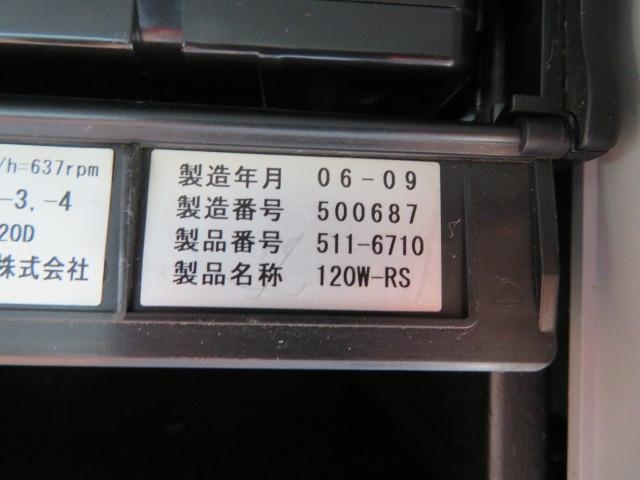 /h=637rpm
-3, -4
20D
株式会社
製造年月 06-09
製造番号 500687
製品番号 511-6710
製品名称 120W-RS